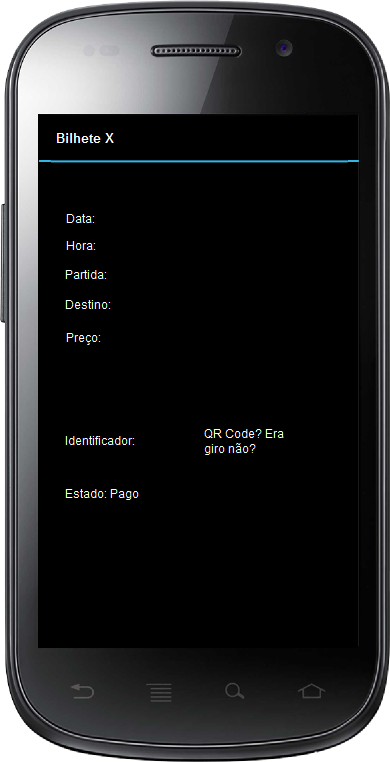 Bilhete X
Data:
Hora:
Partida:
Destino:
Preço:
Identificador:
QR Code? Era
giro não?
Estado: Pago